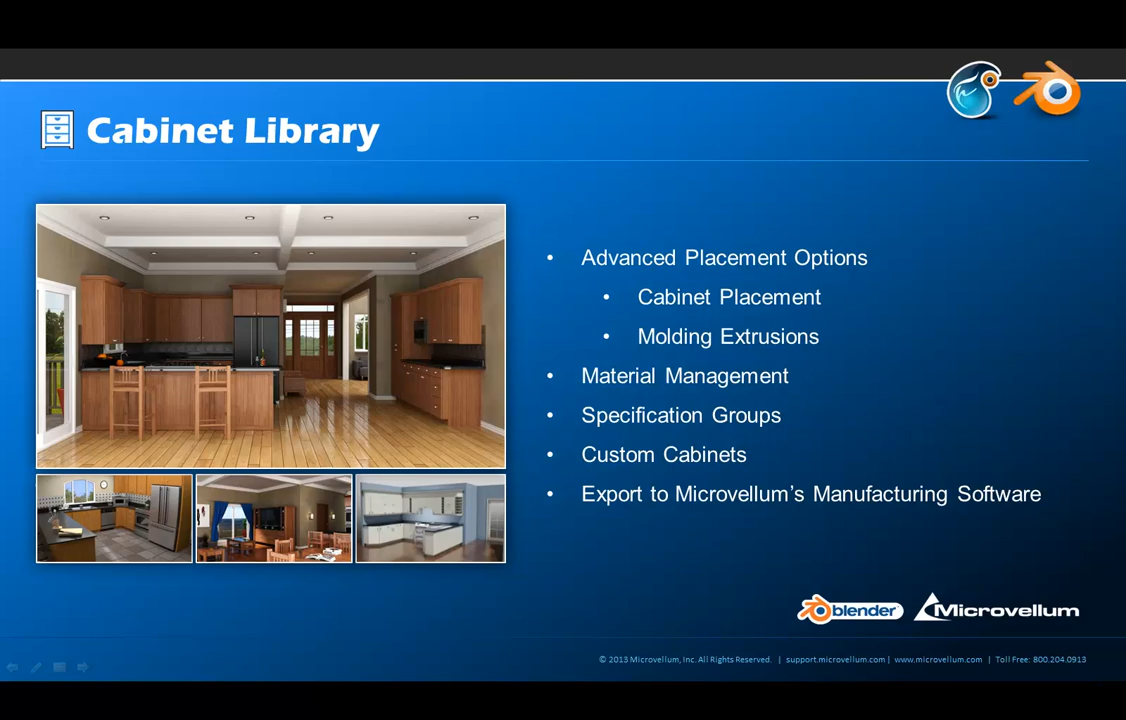 Cabinet Library
• Advanced Placement Options
• Cabinet Placement
• Molding Extrusions
• Material Management
• Specification Groups
• Custom Cabinets
• Export to Microvellum’s Manufacturing Software
blender
Microvellum
© 2013 Microvellum, Inc. All Rights Reserved. | support.microvellum.com | www.microvellum.com | Toll Free: 800.204.0913